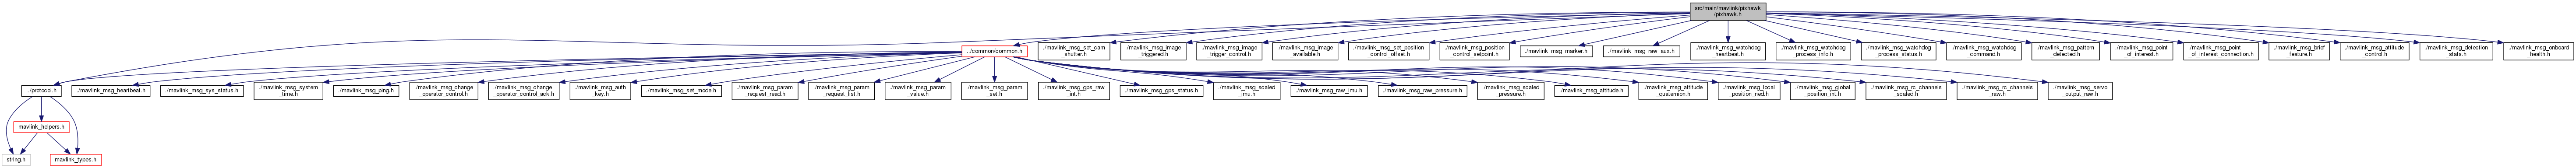 src/main/mavlink/pixhawk
/pixhawk.h
../common/common.h
./mavlink_msg_set_cam
_shutter.h
./mavlink_msg_image
_triggered.h
./mavlink_msg_image
_trigger_control.h
./mavlink_msg_image
_available.h
./mavlink_msg_set_position
_control_offset.h
./mavlink_msg_position
_control_setpoint.h
./mavlink_msg_marker.h
./mavlink_msg_raw_aux.h
./mavlink_msg_watchdog
_heartbeat.h
./mavlink_msg_watchdog
_process_info.h
./mavlink_msg_watchdog
_process_status.h
./mavlink_msg_watchdog
_command.h
./mavlink_msg_pattern
_detected.h
./mavlink_msg_point
_of_interest.h
./mavlink_msg_point
_of_interest_connection.h
./mavlink_msg_brief
_feature.h
./mavlink_msg_attitude
_control.h
./mavlink_msg_detection
_stats.h
./mavlink_msg_onboard
_health.h
../protocol.h
./mavlink_msg_heartbeat.h
./mavlink_msg_sys_status.h
./mavlink_msg_system
_time.h
./mavlink_msg_ping.h
./mavlink_msg_change
_operator_control.h
./mavlink_msg_change
_operator_control_ack.h
./mavlink_msg_auth
_key.h
./mavlink_msg_set_mode.h
./mavlink_msg_param
_request_read.h
./mavlink_msg_param
_request_list.h
./mavlink_msg_param
_value.h
./mavlink_msg_param
_set.h
./mavlink_msg_gps_raw
_int.h
./mavlink_msg_gps_status.h
./mavlink_msg_scaled
_imu.h
./mavlink_msg_raw_imu.h
./mavlink_msg_raw_pressure.h
./mavlink_msg_scaled
_pressure.h
./mavlink_msg_attitude.h
./mavlink_msg_attitude
_quaternion.h
./mavlink_msg_local
_position_ned.h
./mavlink_msg_global
_position_int.h
./mavlink_msg_rc_channels
_scaled.h
./mavlink_msg_rc_channels
_raw.h
./mavlink_msg_servo
_output_raw.h
mavlink_helpers.h
string.h
mavlink_types.h